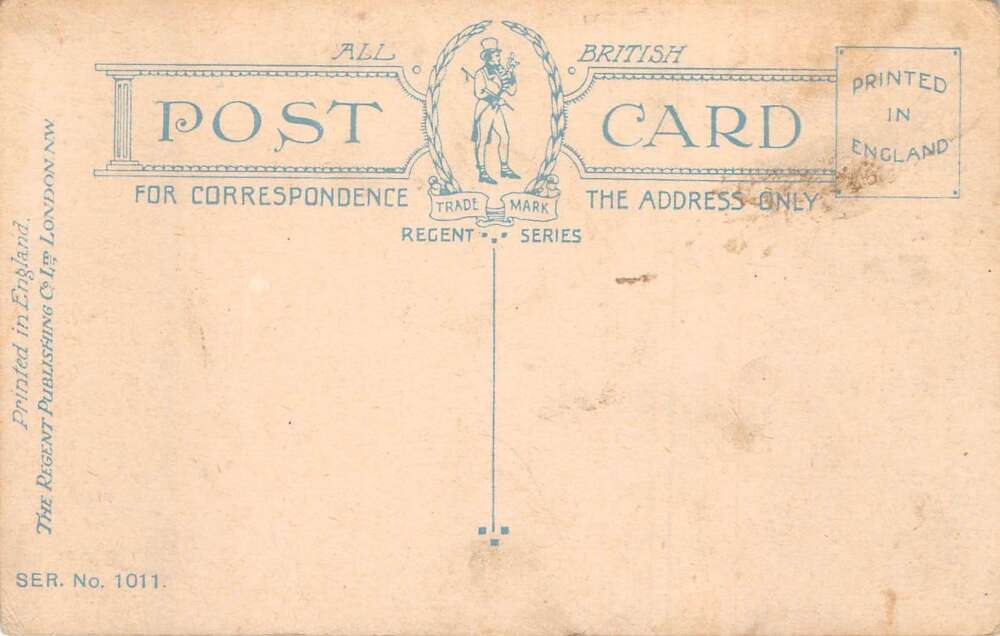 ALL BRITISH
POST CARD
PRINTED
IN
ENGLAND
FOR CORRESPONDENCE
THE ADDRESS ONLY
TRADE MARK
REGENT SERIES
Printed in England.
THE REGENT PUBLISHING Co LTD LONDON. NW.
SER. No. 1011.